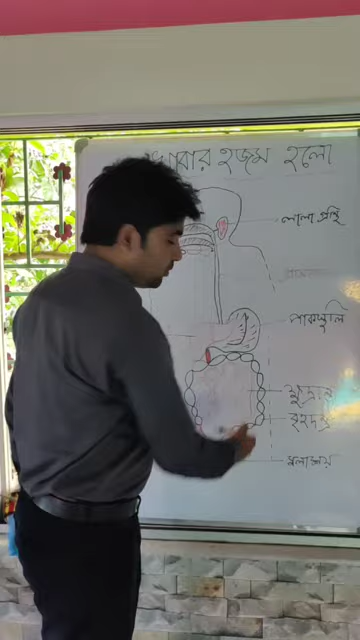 খাবার হজম হলো
লালা গ্রন্থি
পাকস্থলি
ক্ষুদ্রান্ত্র
বৃহদন্ত্র
মলাশয়